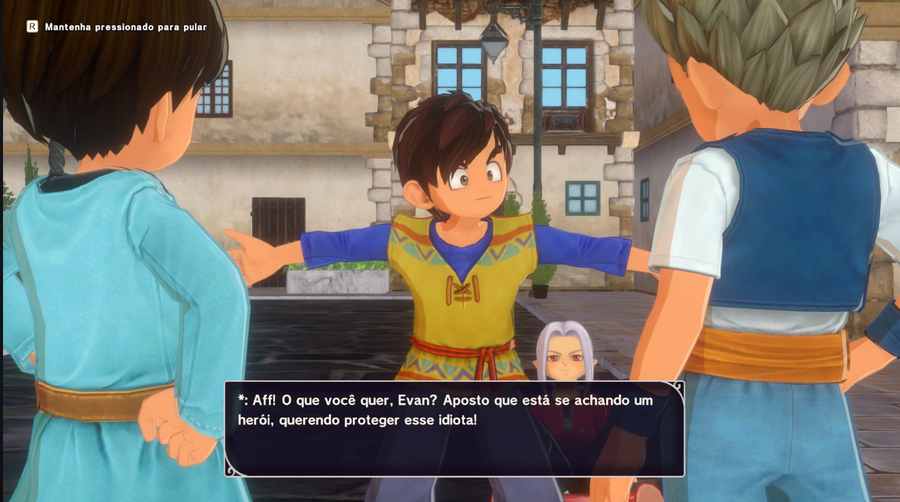 R Mantenha pressionado para pular
*: Aff! O que você quer, Evan? Aposto que está se achando um
herói, querendo proteger esse idiota!